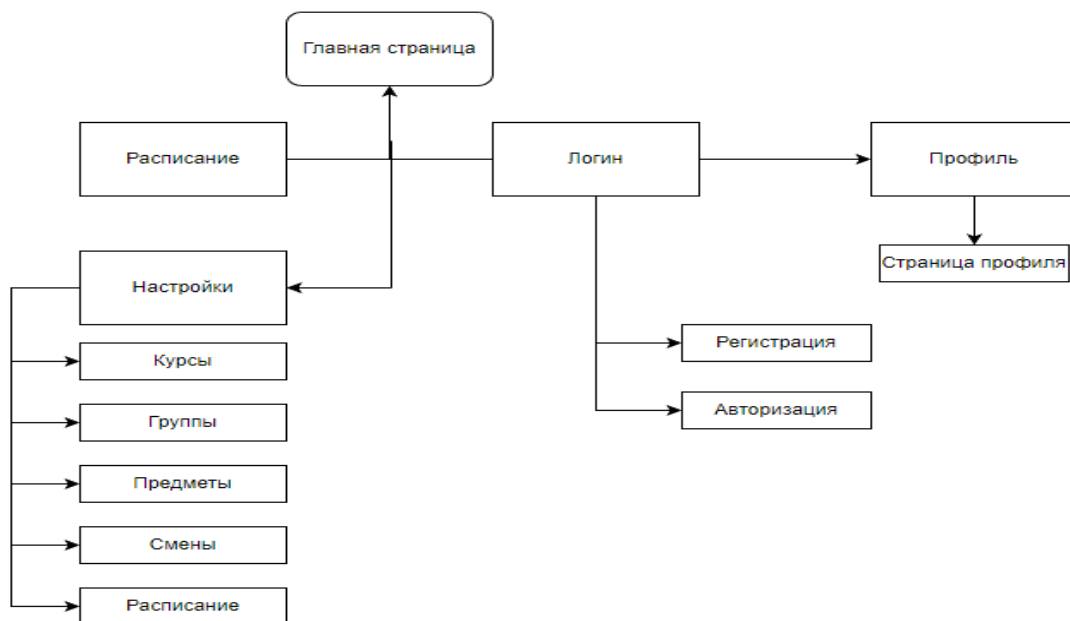 Главная страница
Расписание
Логин
Профиль
Настройки
Страница профиля
Курсы
Регистрация
Группы
Авторизация
Предметы
Смены
Расписание